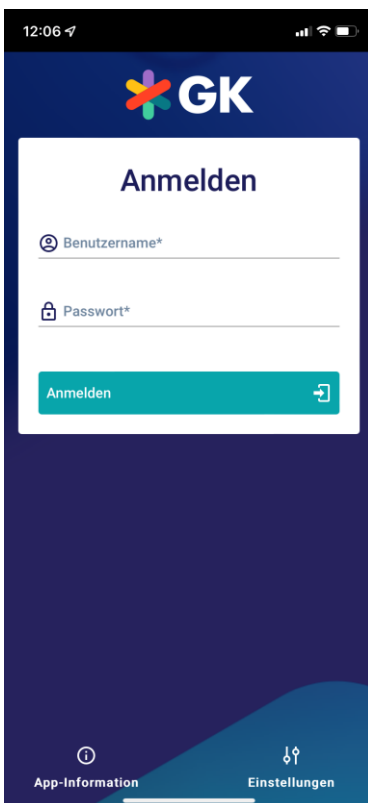 12:06
GK
Anmelden
Benutzername*
Passwort*
Anmelden
App-Information
Einstellungen